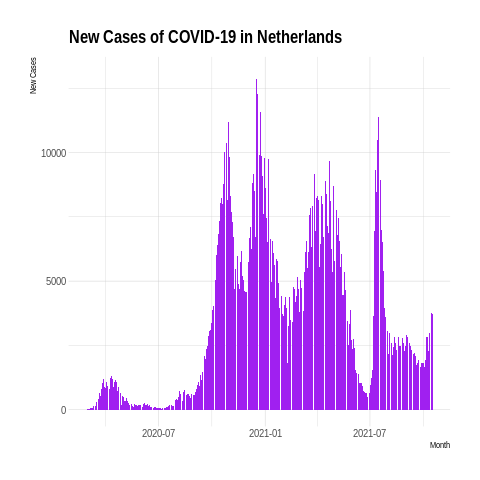 New Cases of COVID-19 in Netherlands
New Cases
10000
5000
0
2020-07
2021-01
2021-07
Month